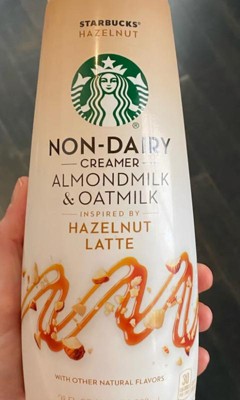 STARBUCKS®
HAZELNUT
®
NON-DAIRY
CREAMER
ALMONDMILK
& OATMILK
INSPIRED BY
HAZELNUT
LATTE
WITH OTHER NATURAL FLAVORS